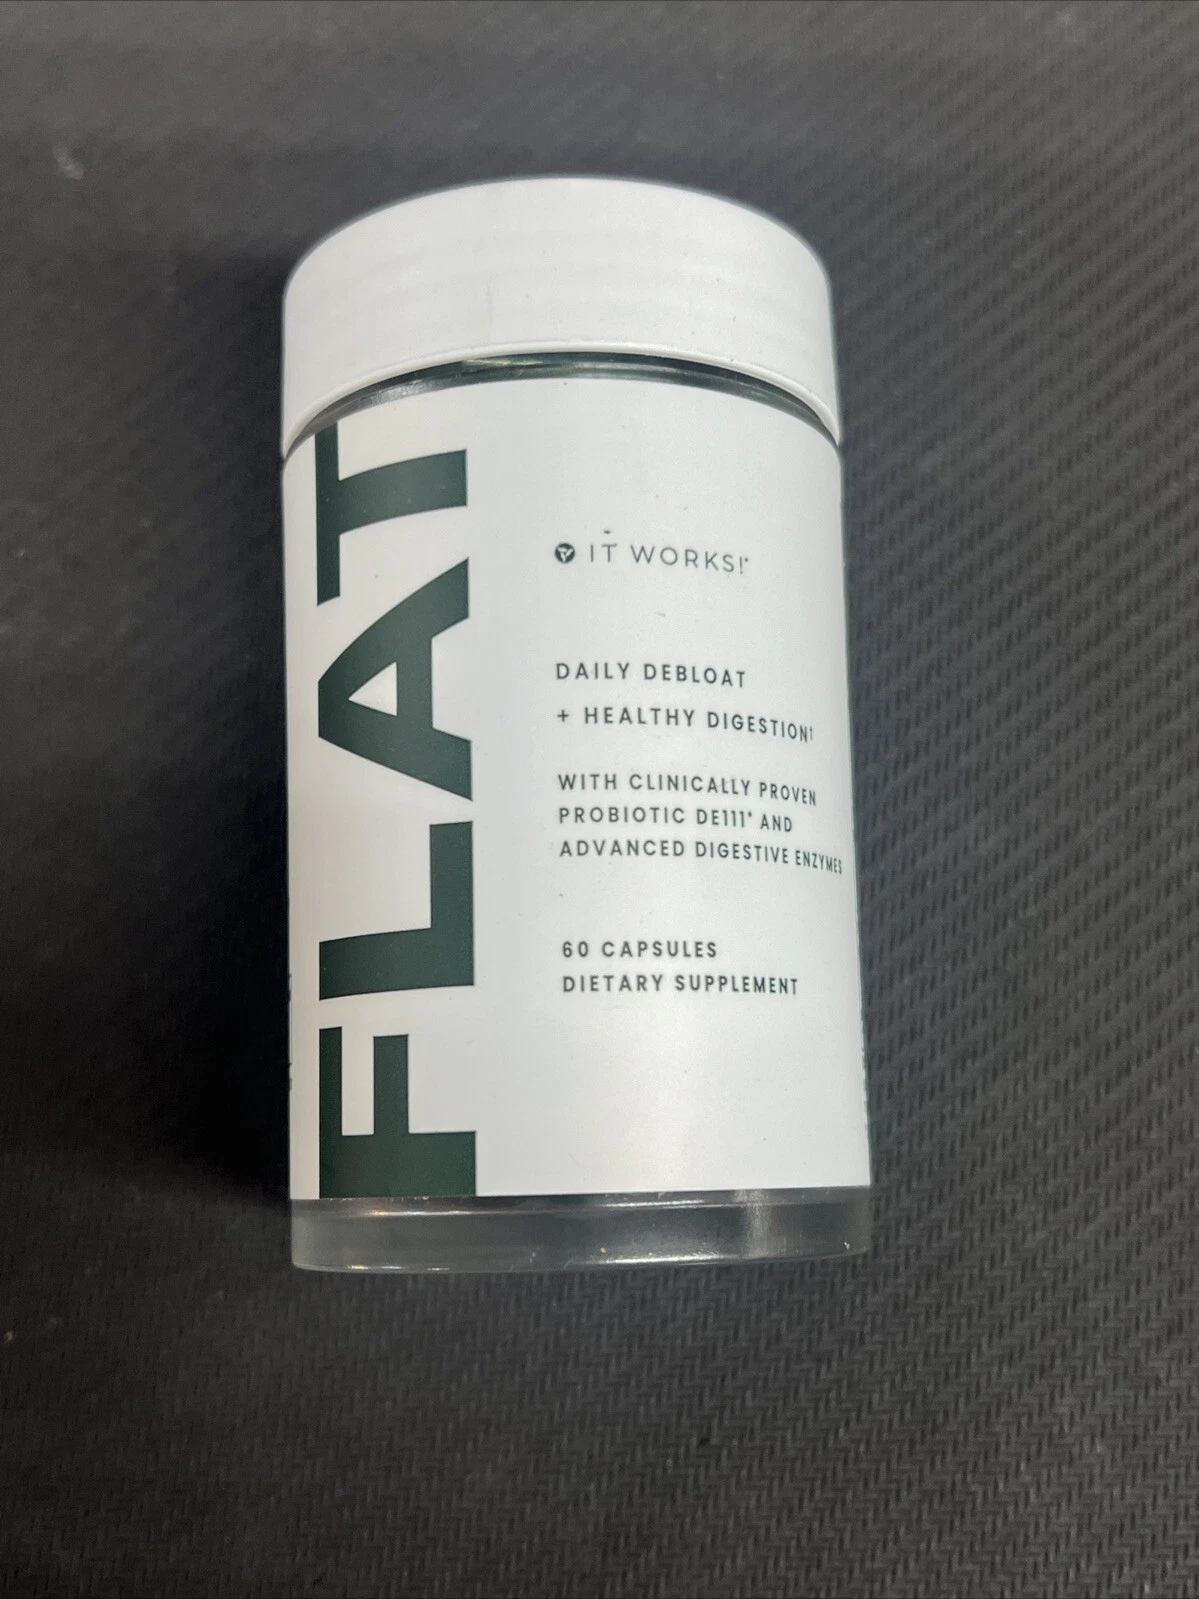 FLAT
IT WORKS!®
DAILY DEBLOAT
+ HEALTHY DIGESTION†
WITH CLINICALLY PROVEN
PROBIOTIC DE111® AND
ADVANCED DIGESTIVE ENZYMES
60 CAPSULES
DIETARY SUPPLEMENT